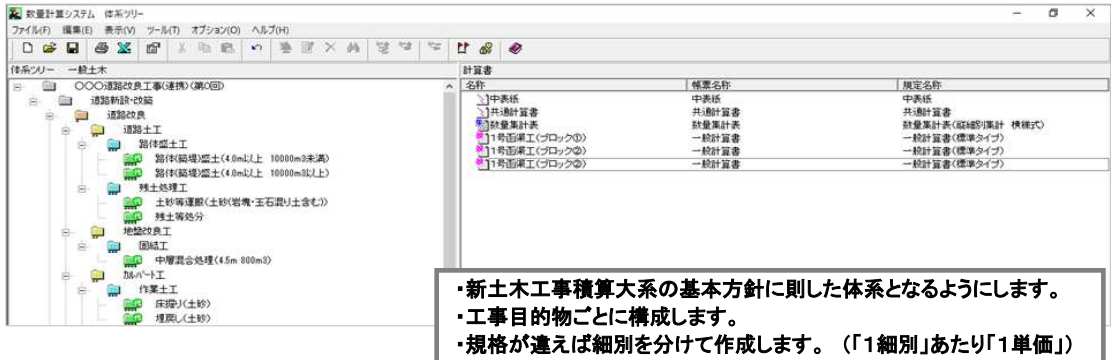 数量計算システム 体系ツリー
ファイル(F) 編集(E) 表示(V) ツール(T) オプション(O) ヘルプ(H)
体系ツリー 一般土木
〇〇〇道路改良工事(連携)(第0回)
道路新設・改築
道路改良
道路土工
路体盛土工
路体(築堤)盛土(4.0m以上 10000m3未満)
路体(築堤)盛土(4.0m以上 10000m3以上)
残土処理工
土砂等運搬(土砂(岩塊・玉石混り土含む))
残土等処分
地盤改良工
固結工
中層混合処理(4.5m 800m3)
カルバート工
作業土工
床掘り(土砂)
埋戻し(土砂)
計算書
名称 帳票名称 規定名称
中表紙 中表紙 中表紙
共通計算書 共通計算書 共通計算書
数量集計表 数量集計表 数量集計表(縦細別集計 横様式)
1号函渠工(ブロック①) 一般計算書 一般計算書(標準タイプ)
1号函渠工(ブロック②) 一般計算書 一般計算書(標準タイプ)
1号函渠工(ブロック②) 一般計算書 一般計算書(標準タイプ)
・新土木工事積算大系の基本方針に則した体系となるようにします。
・工事目的物ごとに構成します。
・規格が違えば細別を分けて作成します。（「１細別」あたり「１単価」）